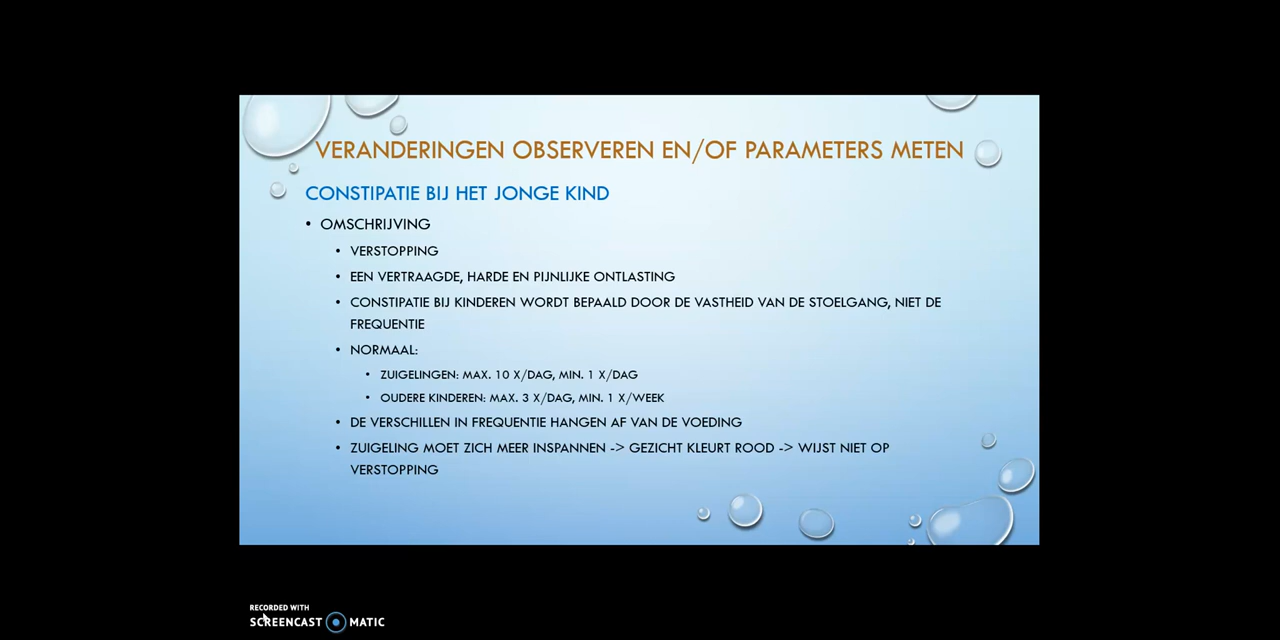 VERANDERINGEN OBSERVEREN EN/OF PARAMETERS METEN
CONSTIPATIE BIJ HET JONGE KIND
• OMSCHRIJVING
• VERSTOPPING
• EEN VERTRAAGDE, HARDE EN PIJNLIJKE ONTLASTING
• CONSTIPATIE BIJ KINDEREN WORDT BEPAALD DOOR DE VASTHEID VAN DE STOELGANG, NIET DE
FREQUENTIE
• NORMAAL:
• ZUIGELINGEN: MAX. 10 X/DAG, MIN. 1 X/DAG
• OUDERE KINDEREN: MAX. 3 X/DAG, MIN. 1 X/WEEK
• DE VERSCHILLEN IN FREQUENTIE HANGEN AF VAN DE VOEDING
• ZUIGELING MOET ZICH MEER INSPANNEN -> GEZICHT KLEURT ROOD -> WIJST NIET OP
VERSTOPPING
RECORDED WITH
SCREENCAST MATIC